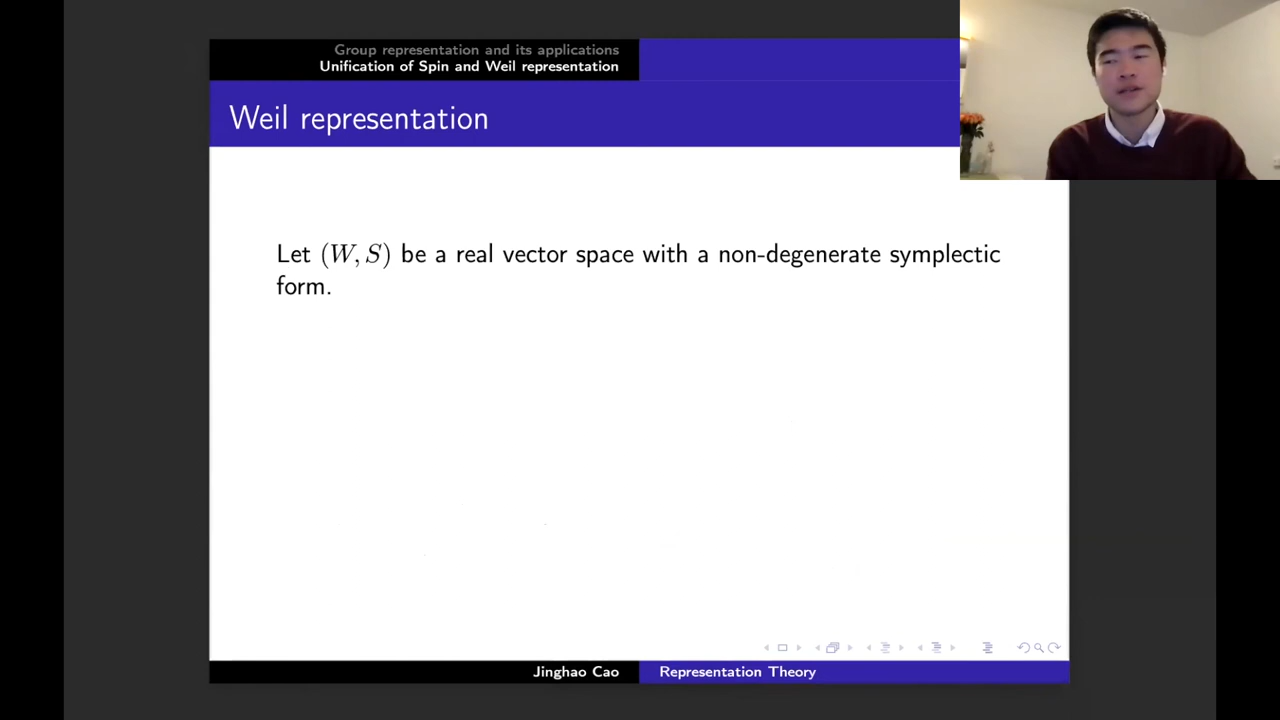 Group representation and its applications
Unification of Spin and Weil representation
Weil representation
Let (W, S) be a real vector space with a non-degenerate symplectic
form.
Jinghao Cao
Representation Theory